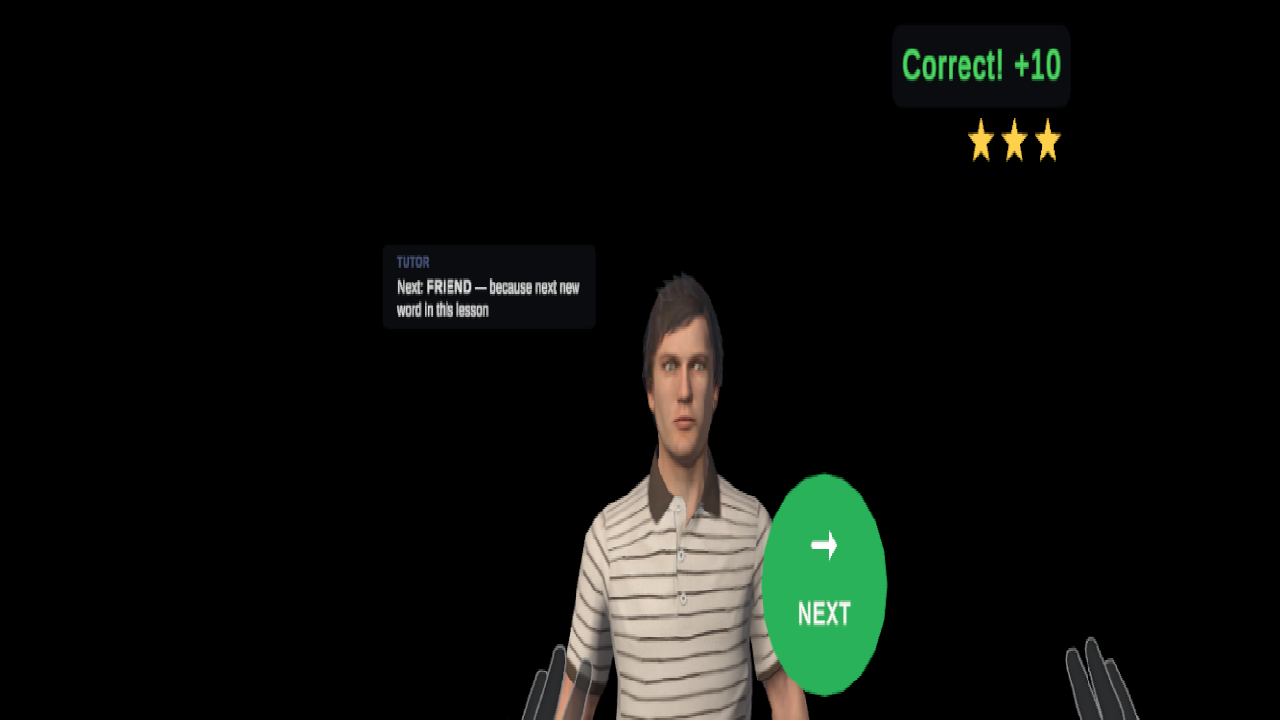 Correct! +10
TUTOR
Next: FRIEND — because next new
word in this lesson
NEXT